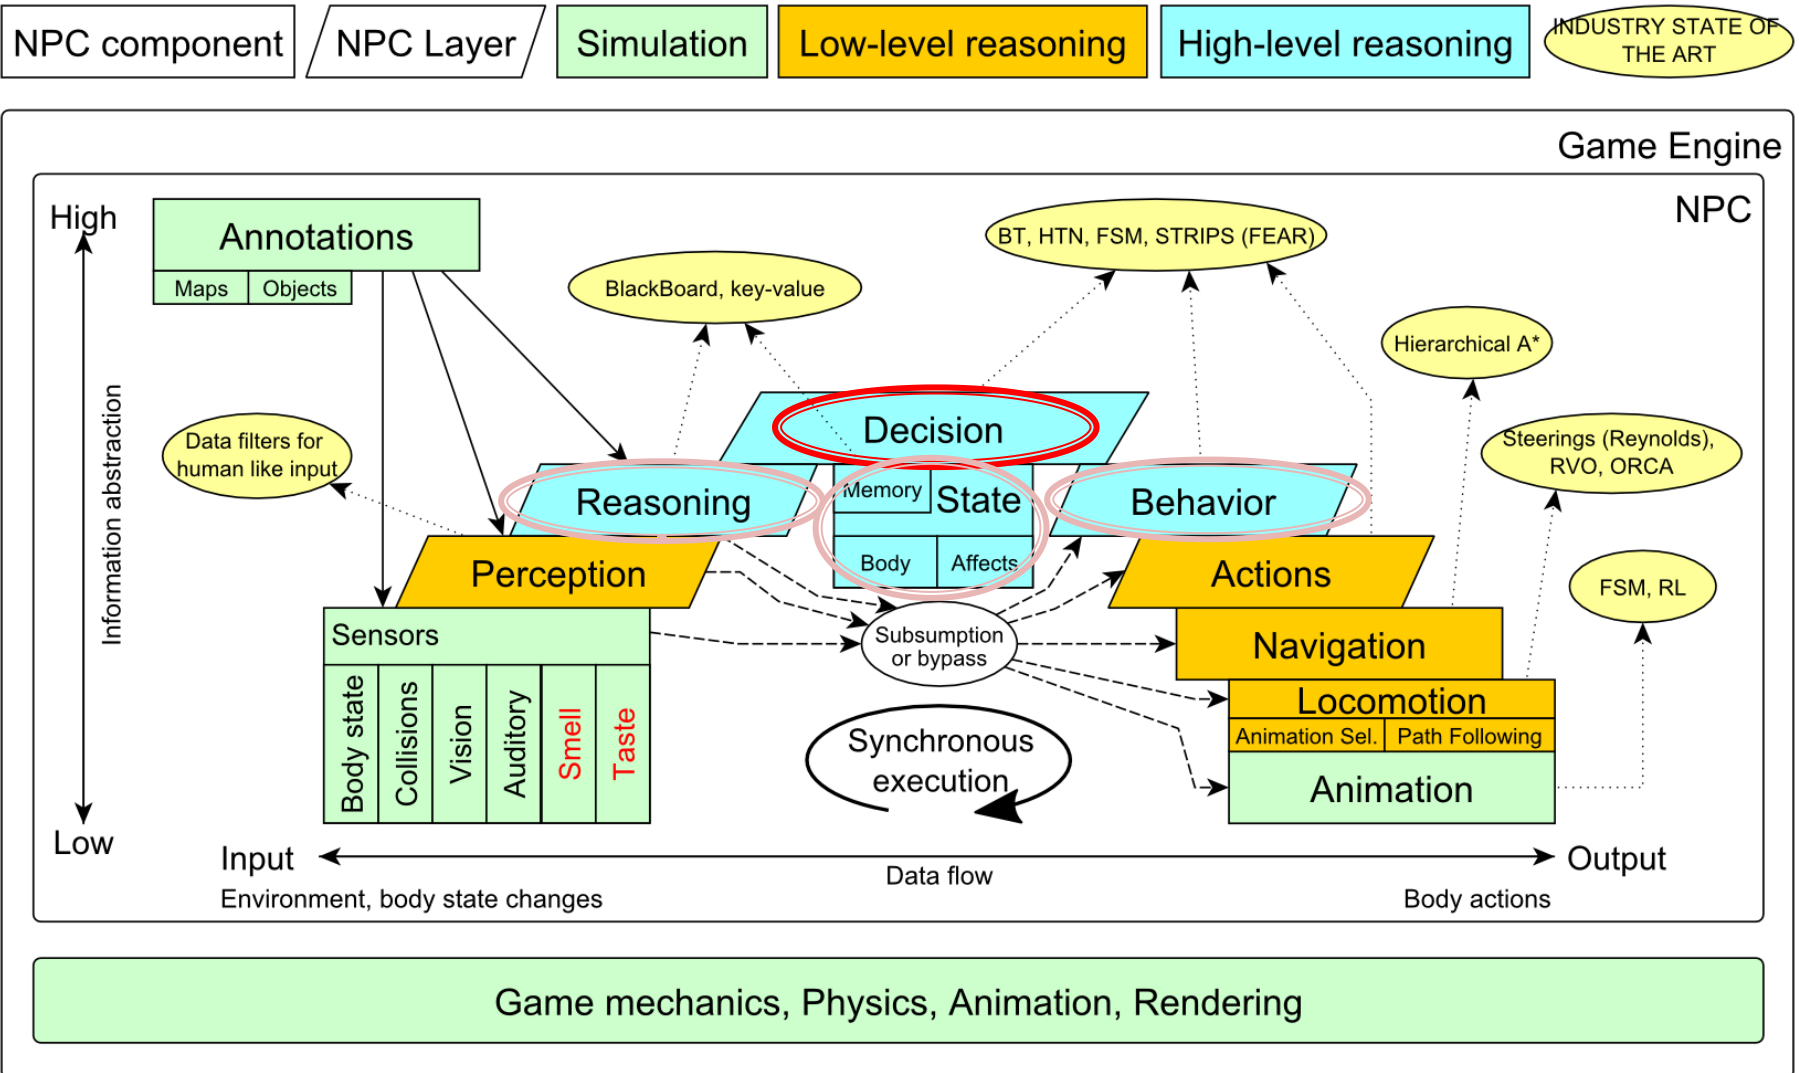 NPC component
NPC Layer
Simulation
Low-level reasoning
High-level reasoning
INDUSTRY STATE OF
THE ART
Game Engine
NPC
High
Annotations
Maps
Objects
BlackBoard, key-value
BT, HTN, FSM, STRIPS (FEAR)
Hierarchical A*
Information abstraction
Data filters for
human like input
Decision
Steerings (Reynolds),
RVO, ORCA
Reasoning
Memory
State
Behavior
Body
Affects
Perception
Actions
FSM, RL
Sensors
Subsumption
or bypass
Navigation
Body state
Collisions
Vision
Auditory
Smell
Taste
Locomotion
Animation Sel.
Path Following
Synchronous
execution
Animation
Low
Input
Output
Data flow
Environment, body state changes
Body actions
Game mechanics, Physics, Animation, Rendering